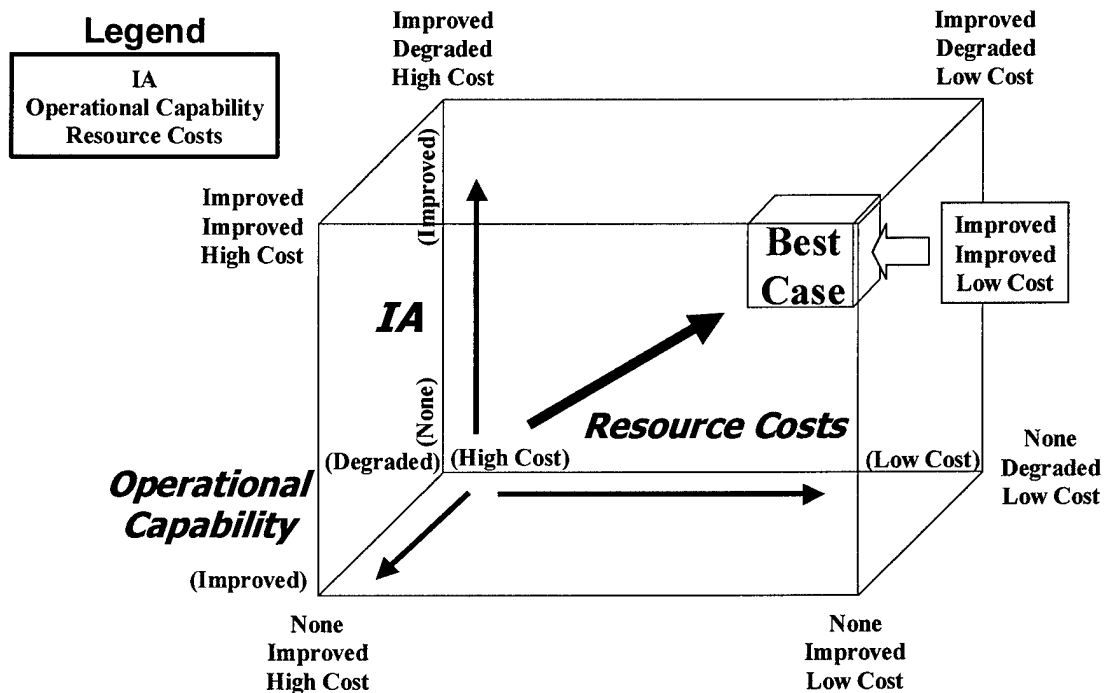 Legend
IA
Operational Capability
Resource Costs
Improved
Degraded
High Cost
Improved
Degraded
Low Cost
Improved
Improved
High Cost
(Improved)
Best
Case
Improved
Improved
Low Cost
IA
(None)
Resource Costs
(Degraded)
(High Cost)
(Low Cost)
None
Degraded
Low Cost
Operational
Capability
(Improved)
None
Improved
High Cost
None
Improved
Low Cost